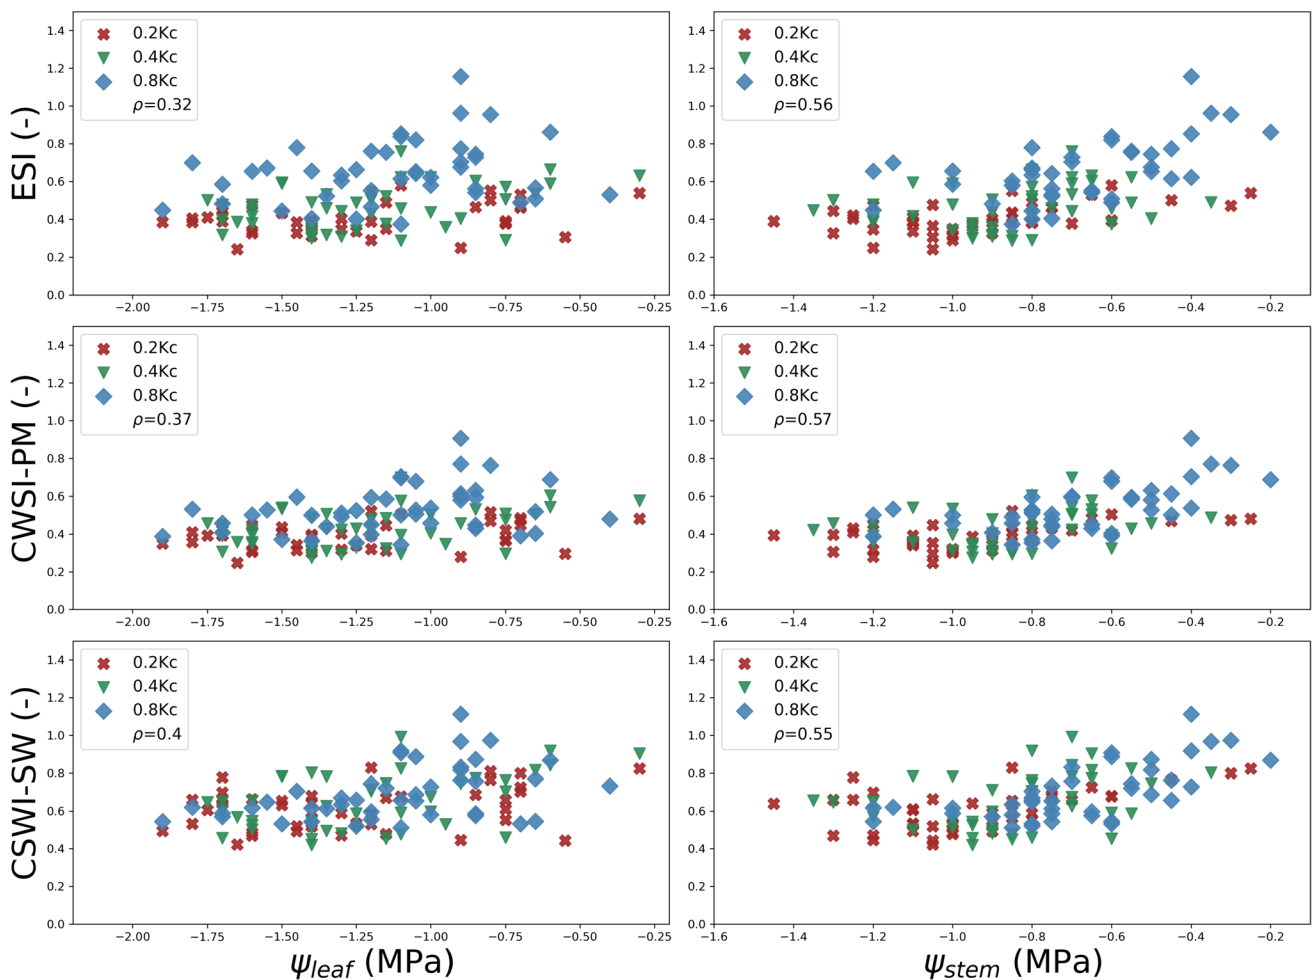 ESI (-)
1.4
1.2
1.0
0.8
0.6
0.4
0.2
0.0
0.2Kc
0.4Kc
0.8Kc
ρ=0.32
−2.00 −1.75 −1.50 −1.25 −1.00 −0.75 −0.50 −0.25
1.4
1.2
1.0
0.8
0.6
0.4
0.2
0.0
0.2Kc
0.4Kc
0.8Kc
ρ=0.56
−1.6 −1.4 −1.2 −1.0 −0.8 −0.6 −0.4 −0.2
CWSI-PM (-)
1.4
1.2
1.0
0.8
0.6
0.4
0.2
0.0
0.2Kc
0.4Kc
0.8Kc
ρ=0.37
−2.00 −1.75 −1.50 −1.25 −1.00 −0.75 −0.50 −0.25
1.4
1.2
1.0
0.8
0.6
0.4
0.2
0.0
0.2Kc
0.4Kc
0.8Kc
ρ=0.57
−1.6 −1.4 −1.2 −1.0 −0.8 −0.6 −0.4 −0.2
CSWI-SW (-)
1.4
1.2
1.0
0.8
0.6
0.4
0.2
0.0
0.2Kc
0.4Kc
0.8Kc
ρ=0.4
−2.00 −1.75 −1.50 −1.25 −1.00 −0.75 −0.50 −0.25
ψleaf (MPa)
1.4
1.2
1.0
0.8
0.6
0.4
0.2
0.0
0.2Kc
0.4Kc
0.8Kc
ρ=0.55
−1.6 −1.4 −1.2 −1.0 −0.8 −0.6 −0.4 −0.2
ψstem (MPa)